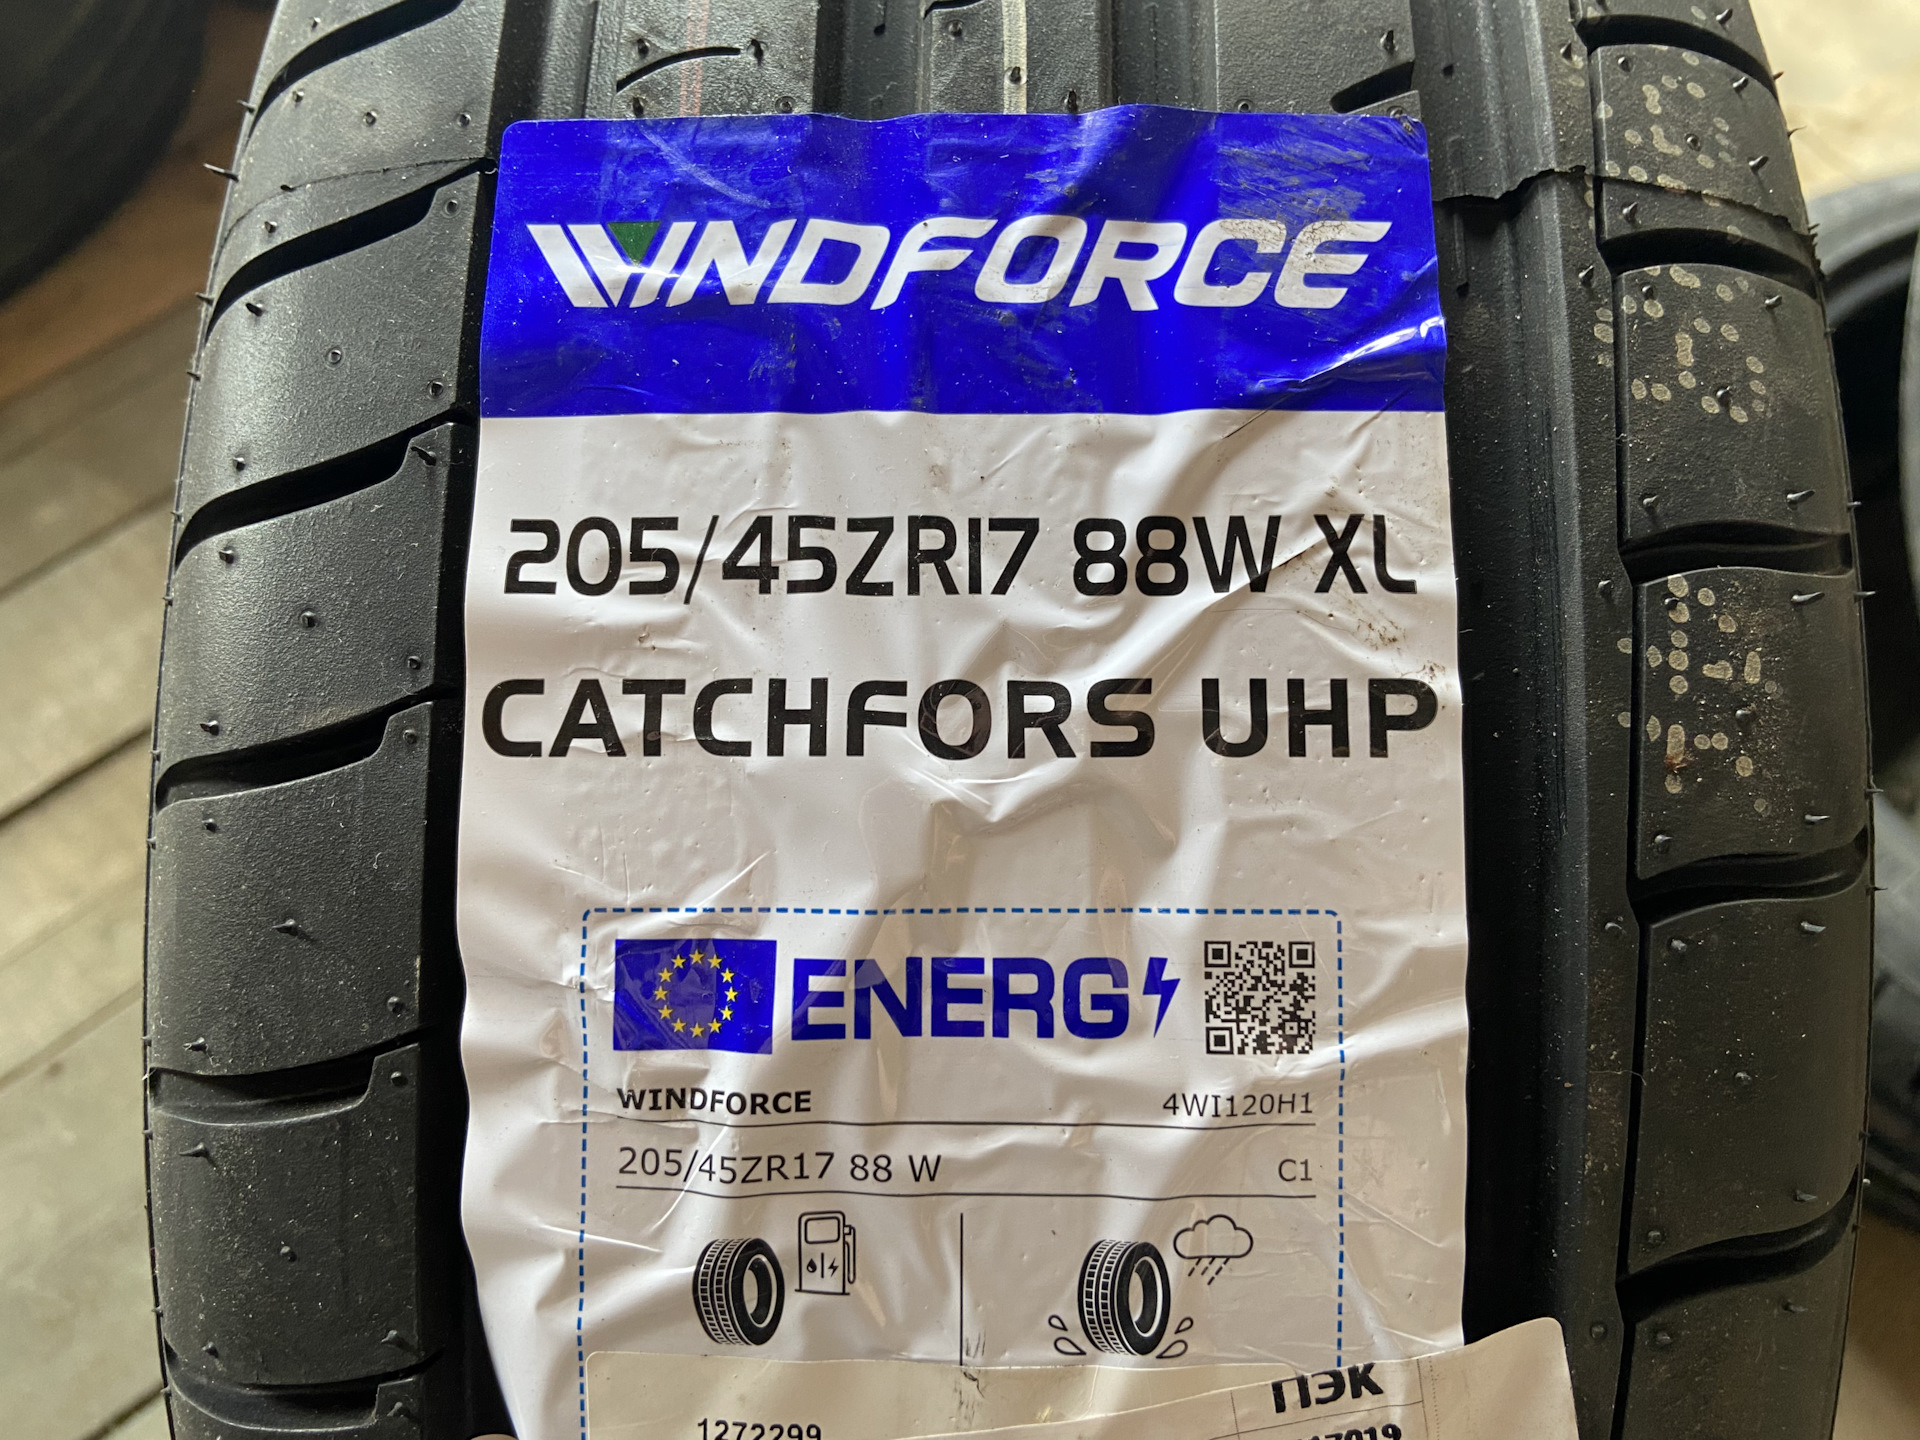 WINDFORCE
205/45ZR17 88W XL
CATCHFORS UHP
ENERG
WINDFORCE 4WI120H1
205/45ZR17 88 W C1
ПЭК
1272299